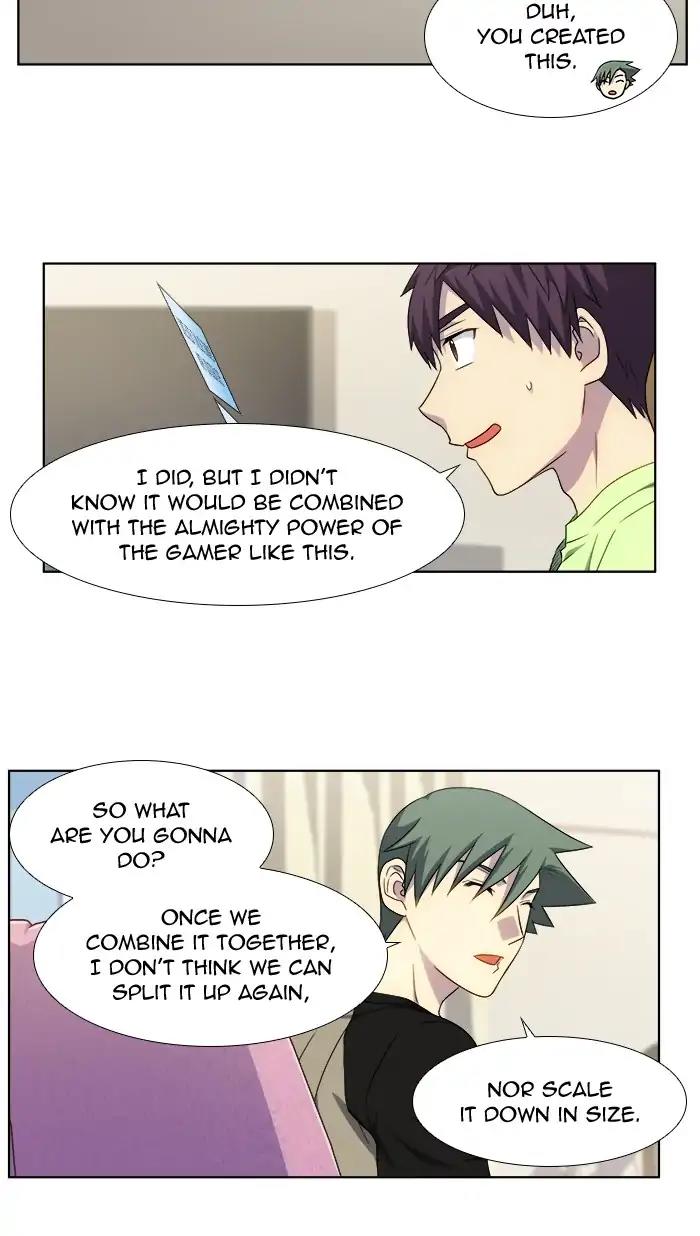 DUH,
YOU CREATED
THIS.
I DID, BUT I DIDN'T
KNOW IT WOULD BE COMBINED
WITH THE ALMIGHTY POWER OF
THE GAMER LIKE THIS.
SO WHAT
ARE YOU GONNA
DO?
ONCE WE
COMBINE IT TOGETHER,
I DON'T THINK WE CAN
SPLIT IT UP AGAIN,
NOR SCALE
IT DOWN IN SIZE.